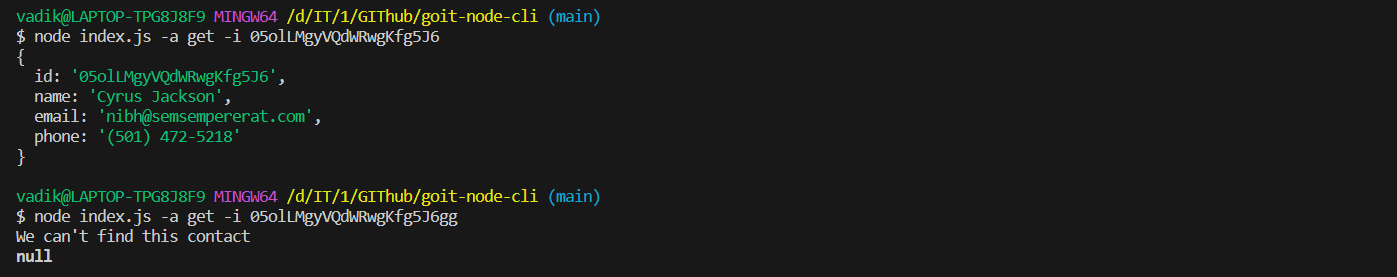 vadik@LAPTOP-TPG8J8F9 MINGW64 /d/IT/1/GIThub/goit-node-cli (main)
$ node index.js -a get -i 05olLMgyVQdWRwgKfg5J6
{
  id: '05olLMgyVQdWRwgKfg5J6',
  name: 'Cyrus Jackson',
  email: 'nibh@semsempererat.com',
  phone: '(501) 472-5218'
}
vadik@LAPTOP-TPG8J8F9 MINGW64 /d/IT/1/GIThub/goit-node-cli (main)
$ node index.js -a get -i 05olLMgyVQdWRwgKfg5J6gg
We can't find this contact
null